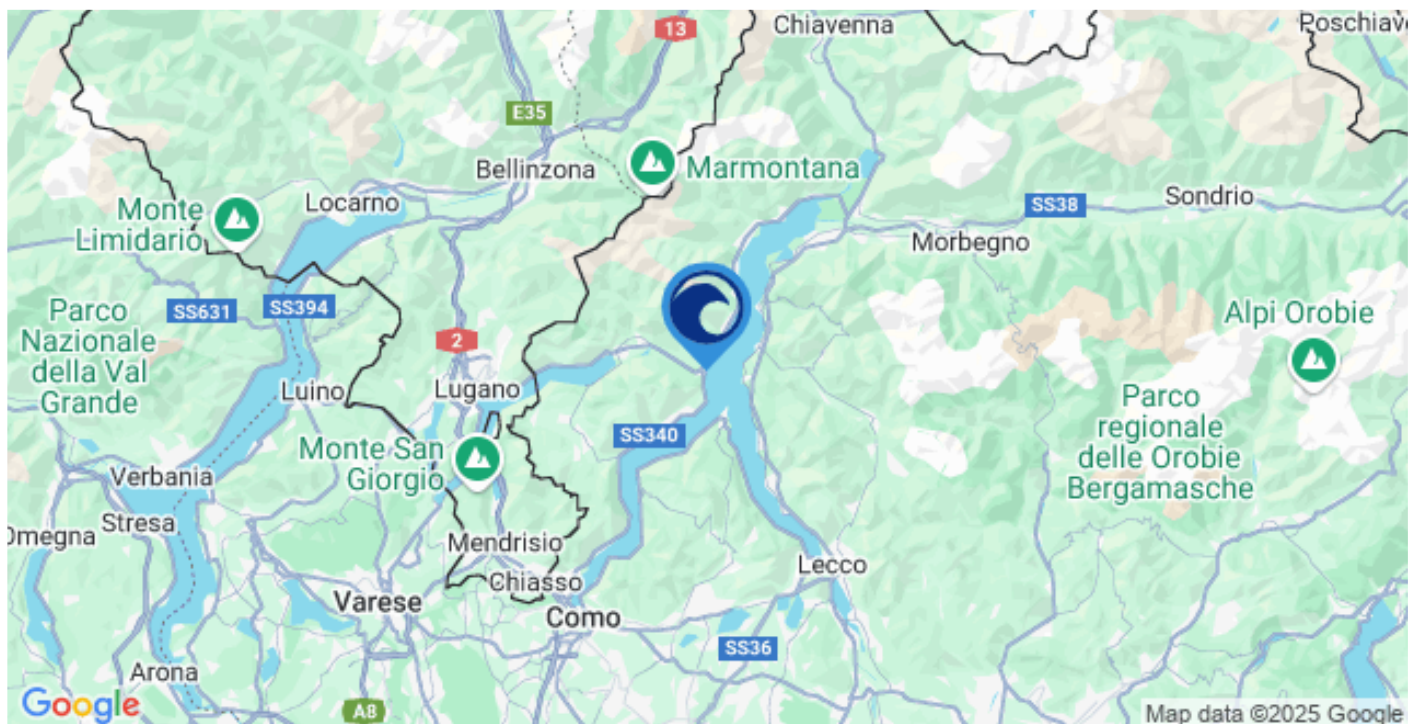 Chiavenna
13
Poschiav
E35
Bellinzona
Marmontana
Locarno
Monte
Limidario
Sondrio
SS38
Morbegno
SS631
SS394
Parco
Nazionale
della Val
Grande
2
Alpi Orobie
Luino
Lugano
Parco
regionale
delle Orobie
Bergamasche
SS340
Monte San
Giorgio
Verbania
Stresa
Omegna
Mendrisio
Chiasso
Lecco
Varese
Como
SS36
Arona
A8
Google
Map data ©2025 Google